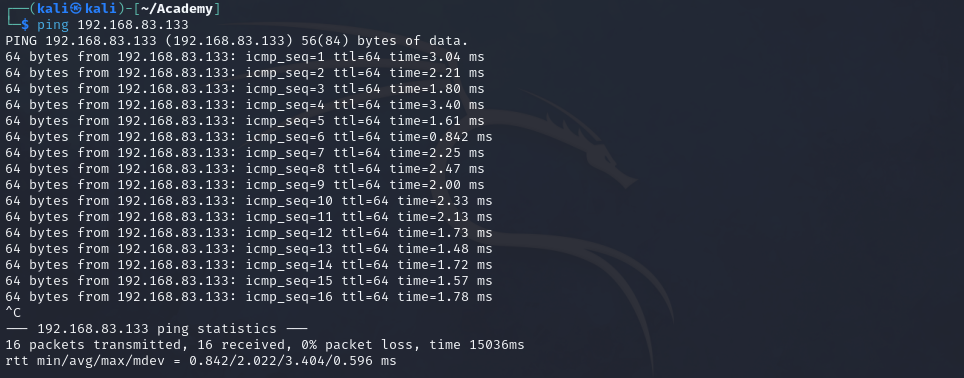 ┌──(kali㉿kali)-[~/Academy]
└─$ ping 192.168.83.133
PING 192.168.83.133 (192.168.83.133) 56(84) bytes of data.
64 bytes from 192.168.83.133: icmp_seq=1 ttl=64 time=3.04 ms
64 bytes from 192.168.83.133: icmp_seq=2 ttl=64 time=2.21 ms
64 bytes from 192.168.83.133: icmp_seq=3 ttl=64 time=1.80 ms
64 bytes from 192.168.83.133: icmp_seq=4 ttl=64 time=3.40 ms
64 bytes from 192.168.83.133: icmp_seq=5 ttl=64 time=1.61 ms
64 bytes from 192.168.83.133: icmp_seq=6 ttl=64 time=0.842 ms
64 bytes from 192.168.83.133: icmp_seq=7 ttl=64 time=2.25 ms
64 bytes from 192.168.83.133: icmp_seq=8 ttl=64 time=2.47 ms
64 bytes from 192.168.83.133: icmp_seq=9 ttl=64 time=2.00 ms
64 bytes from 192.168.83.133: icmp_seq=10 ttl=64 time=2.33 ms
64 bytes from 192.168.83.133: icmp_seq=11 ttl=64 time=2.13 ms
64 bytes from 192.168.83.133: icmp_seq=12 ttl=64 time=1.73 ms
64 bytes from 192.168.83.133: icmp_seq=13 ttl=64 time=1.48 ms
64 bytes from 192.168.83.133: icmp_seq=14 ttl=64 time=1.72 ms
64 bytes from 192.168.83.133: icmp_seq=15 ttl=64 time=1.57 ms
64 bytes from 192.168.83.133: icmp_seq=16 ttl=64 time=1.78 ms
^C
--- 192.168.83.133 ping statistics ---
16 packets transmitted, 16 received, 0% packet loss, time 15036ms
rtt min/avg/max/mdev = 0.842/2.022/3.404/0.596 ms